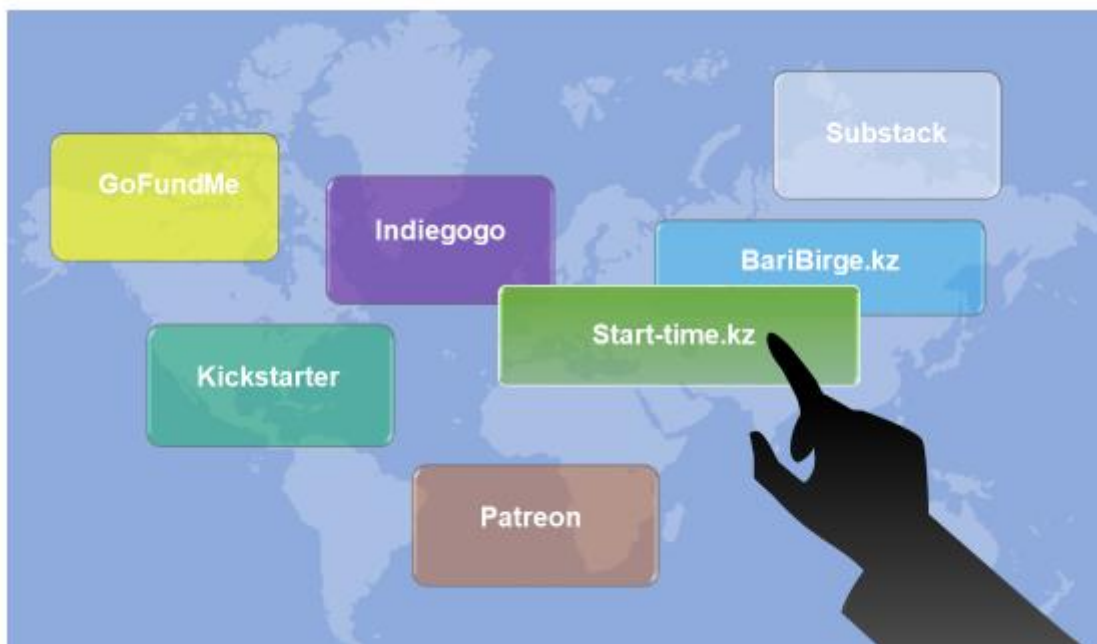 Substack
GoFundMe
Indiegogo
BariBirge.kz
Start-time.kz
Kickstarter
Patreon